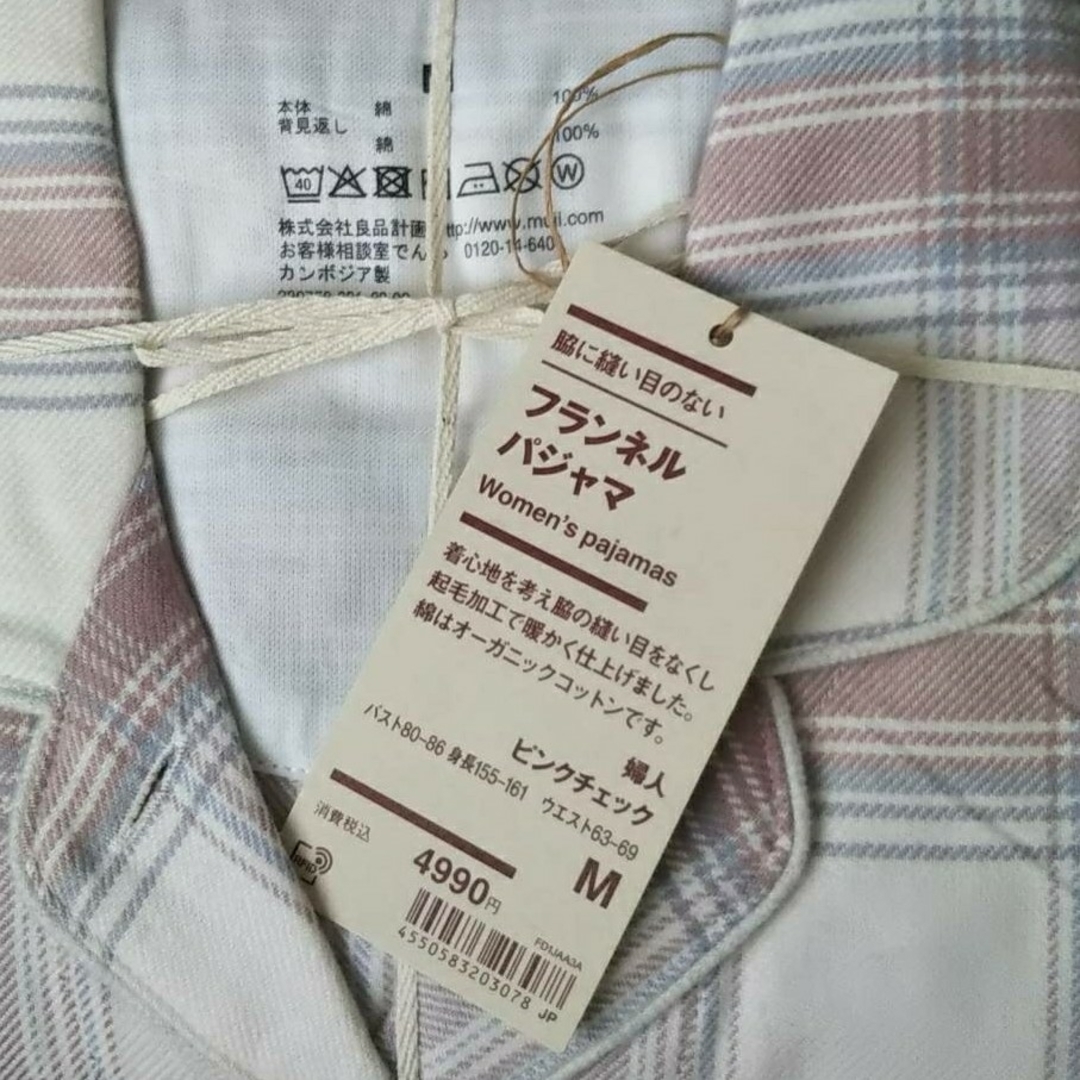 本体 綿 100%
背見返し
綿 100%
40 W
株式会社良品計画 ttp://www.muji.com
お客様相談室でん 0120-14-640
カンボジア製
脇に縫い目のない
フランネル
パジャマ
Women's pajamas
着心地を考え脇の縫い目をなくし
起毛加工で暖かく仕上げました。
綿はオーガニックコットンです。
婦人
ピンクチェック
バスト80-86 身長155-161 ウエスト63-69
M
消費税込
4990円
RFID
FD1JAA3A
4550583203078 JP